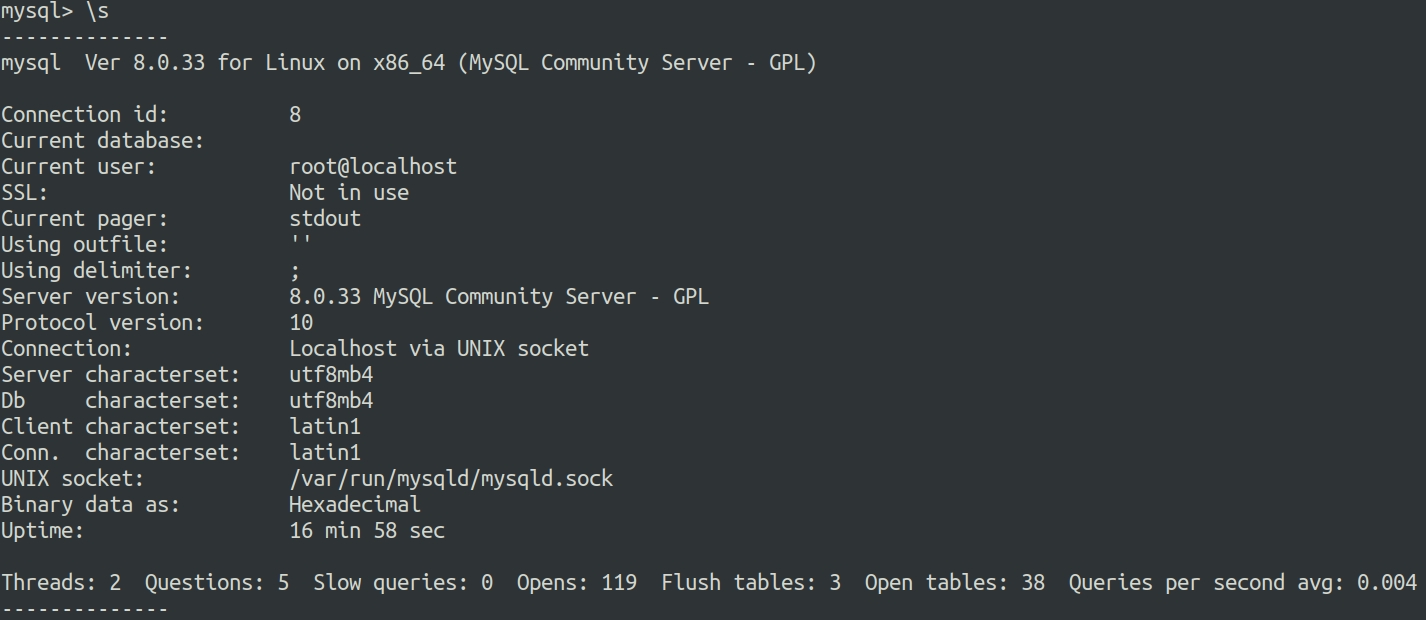 mysql> \s
--------------
mysql  Ver 8.0.33 for Linux on x86_64 (MySQL Community Server - GPL)

Connection id:          8
Current database:
Current user:           root@localhost
SSL:                    Not in use
Current pager:          stdout
Using outfile:          ''
Using delimiter:        ;
Server version:         8.0.33 MySQL Community Server - GPL
Protocol version:       10
Connection:             Localhost via UNIX socket
Server characterset:    utf8mb4
Db     characterset:    utf8mb4
Client characterset:    latin1
Conn.  characterset:    latin1
UNIX socket:            /var/run/mysqld/mysqld.sock
Binary data as:         Hexadecimal
Uptime:                 16 min 58 sec

Threads: 2  Questions: 5  Slow queries: 0  Opens: 119  Flush tables: 3  Open tables: 38  Queries per second avg: 0.004
--------------